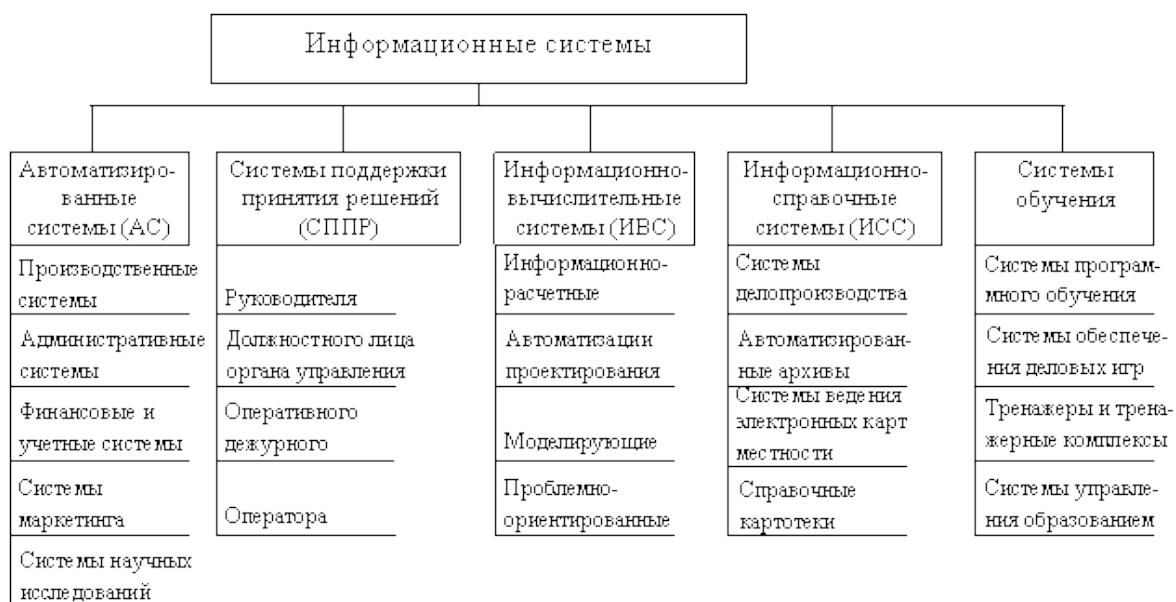 Информационные системы
Автоматизиро-
ванные
системы (АС)
Производственные
системы
Административные
системы
Финансовые и
учетные системы
Системы
маркетинга
Системы научных
исследований
Системы поддержки
принятия решений
(СППР)
Руководителя
Должностного лица
органа управления
Оперативного
дежурного
Оператора
Информационно-
вычислительные
системы (ИВС)
Информационно-
расчетные
Автоматизации
проектирования
Моделирующие
Проблемно-
ориентированные
Информационно-
справочные
системы (ИСС)
Системы
делопроизводства
Автоматизирован-
ные архивы
Системы ведения
электронных карт
местности
Справочные
картотеки
Системы
обучения
Системы програм-
много обучения
Системы обеспече-
ния деловых игр
Тренажеры и трена-
жерные комплексы
Системы управле-
ния образованием